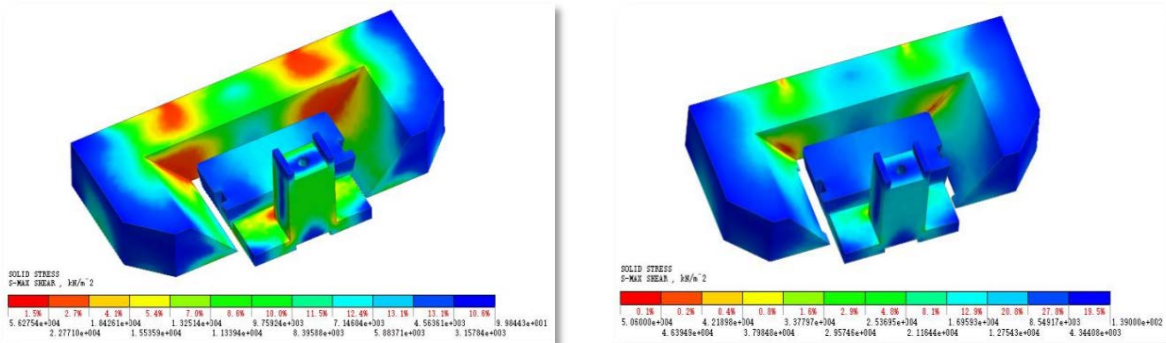 SOLID STRESS
S-MAX SHEAR , kN/m^2
1.5% 2.7% 4.1% 5.4% 7.0% 8.8% 10.0% 11.5% 12.4% 13.1% 13.1% 10.6%
5.62754e+004 1.84261e+004 1.32514e+004 9.75924e+003 7.14604e+003 4.56361e+003 9.98443e+001
2.27710e+004 1.55359e+004 1.13394e+004 8.39588e+003 5.88371e+003 3.15784e+003
SOLID STRESS
S-MAX SHEAR , kN/m^2
0.1% 0.2% 0.4% 0.8% 1.6% 2.9% 4.8% 8.1% 12.9% 20.8% 27.8% 19.5%
5.06000e+004 4.21898e+004 3.37797e+004 2.53695e+004 1.69593e+004 8.54917e+003 1.39000e+002
4.63949e+004 3.79848e+004 2.95746e+004 2.11644e+004 1.27543e+004 4.34408e+003